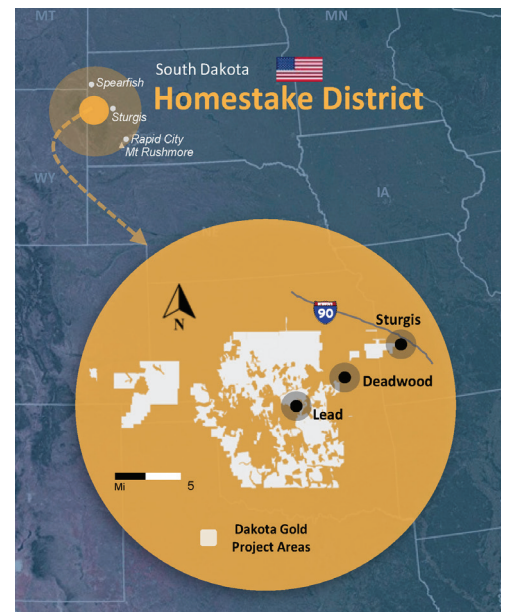 MT
MN
South Dakota
Homestake District
Spearfish
Sturgis
Rapid City
Mt Rushmore
WY
IA
N
90
Sturgis
Deadwood
Lead
Mi
5
Dakota Gold
Project Areas